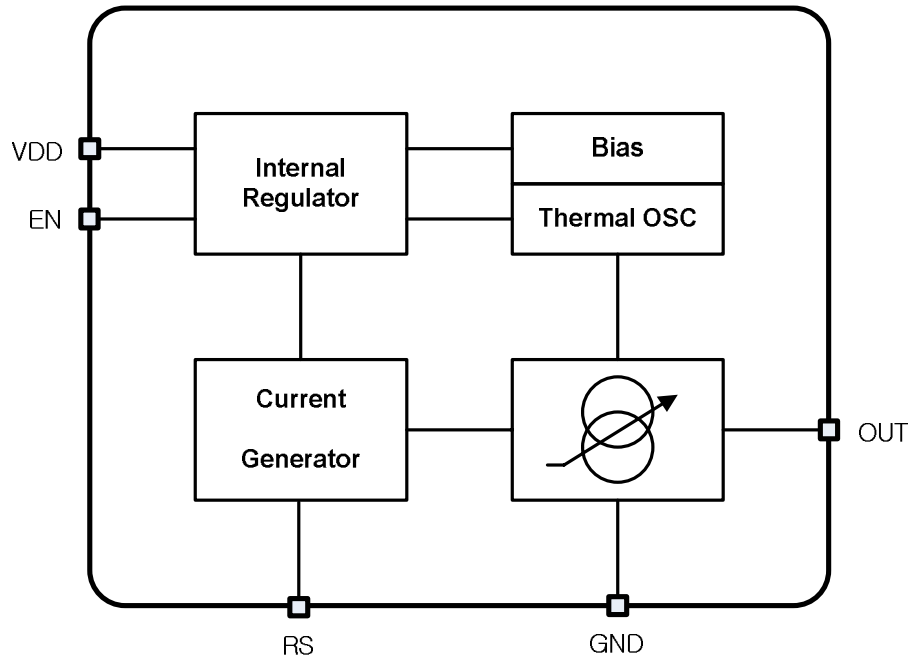 VDD
EN
Internal
Regulator
Bias
Thermal OSC
Current
Generator
OUT
RS
GND